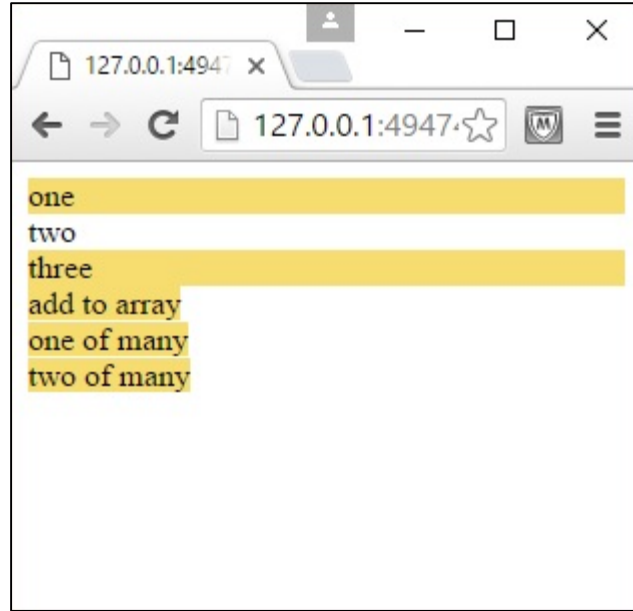 127.0.0.1:4947
127.0.0.1:4947
one
two
three
add to array
one of many
two of many